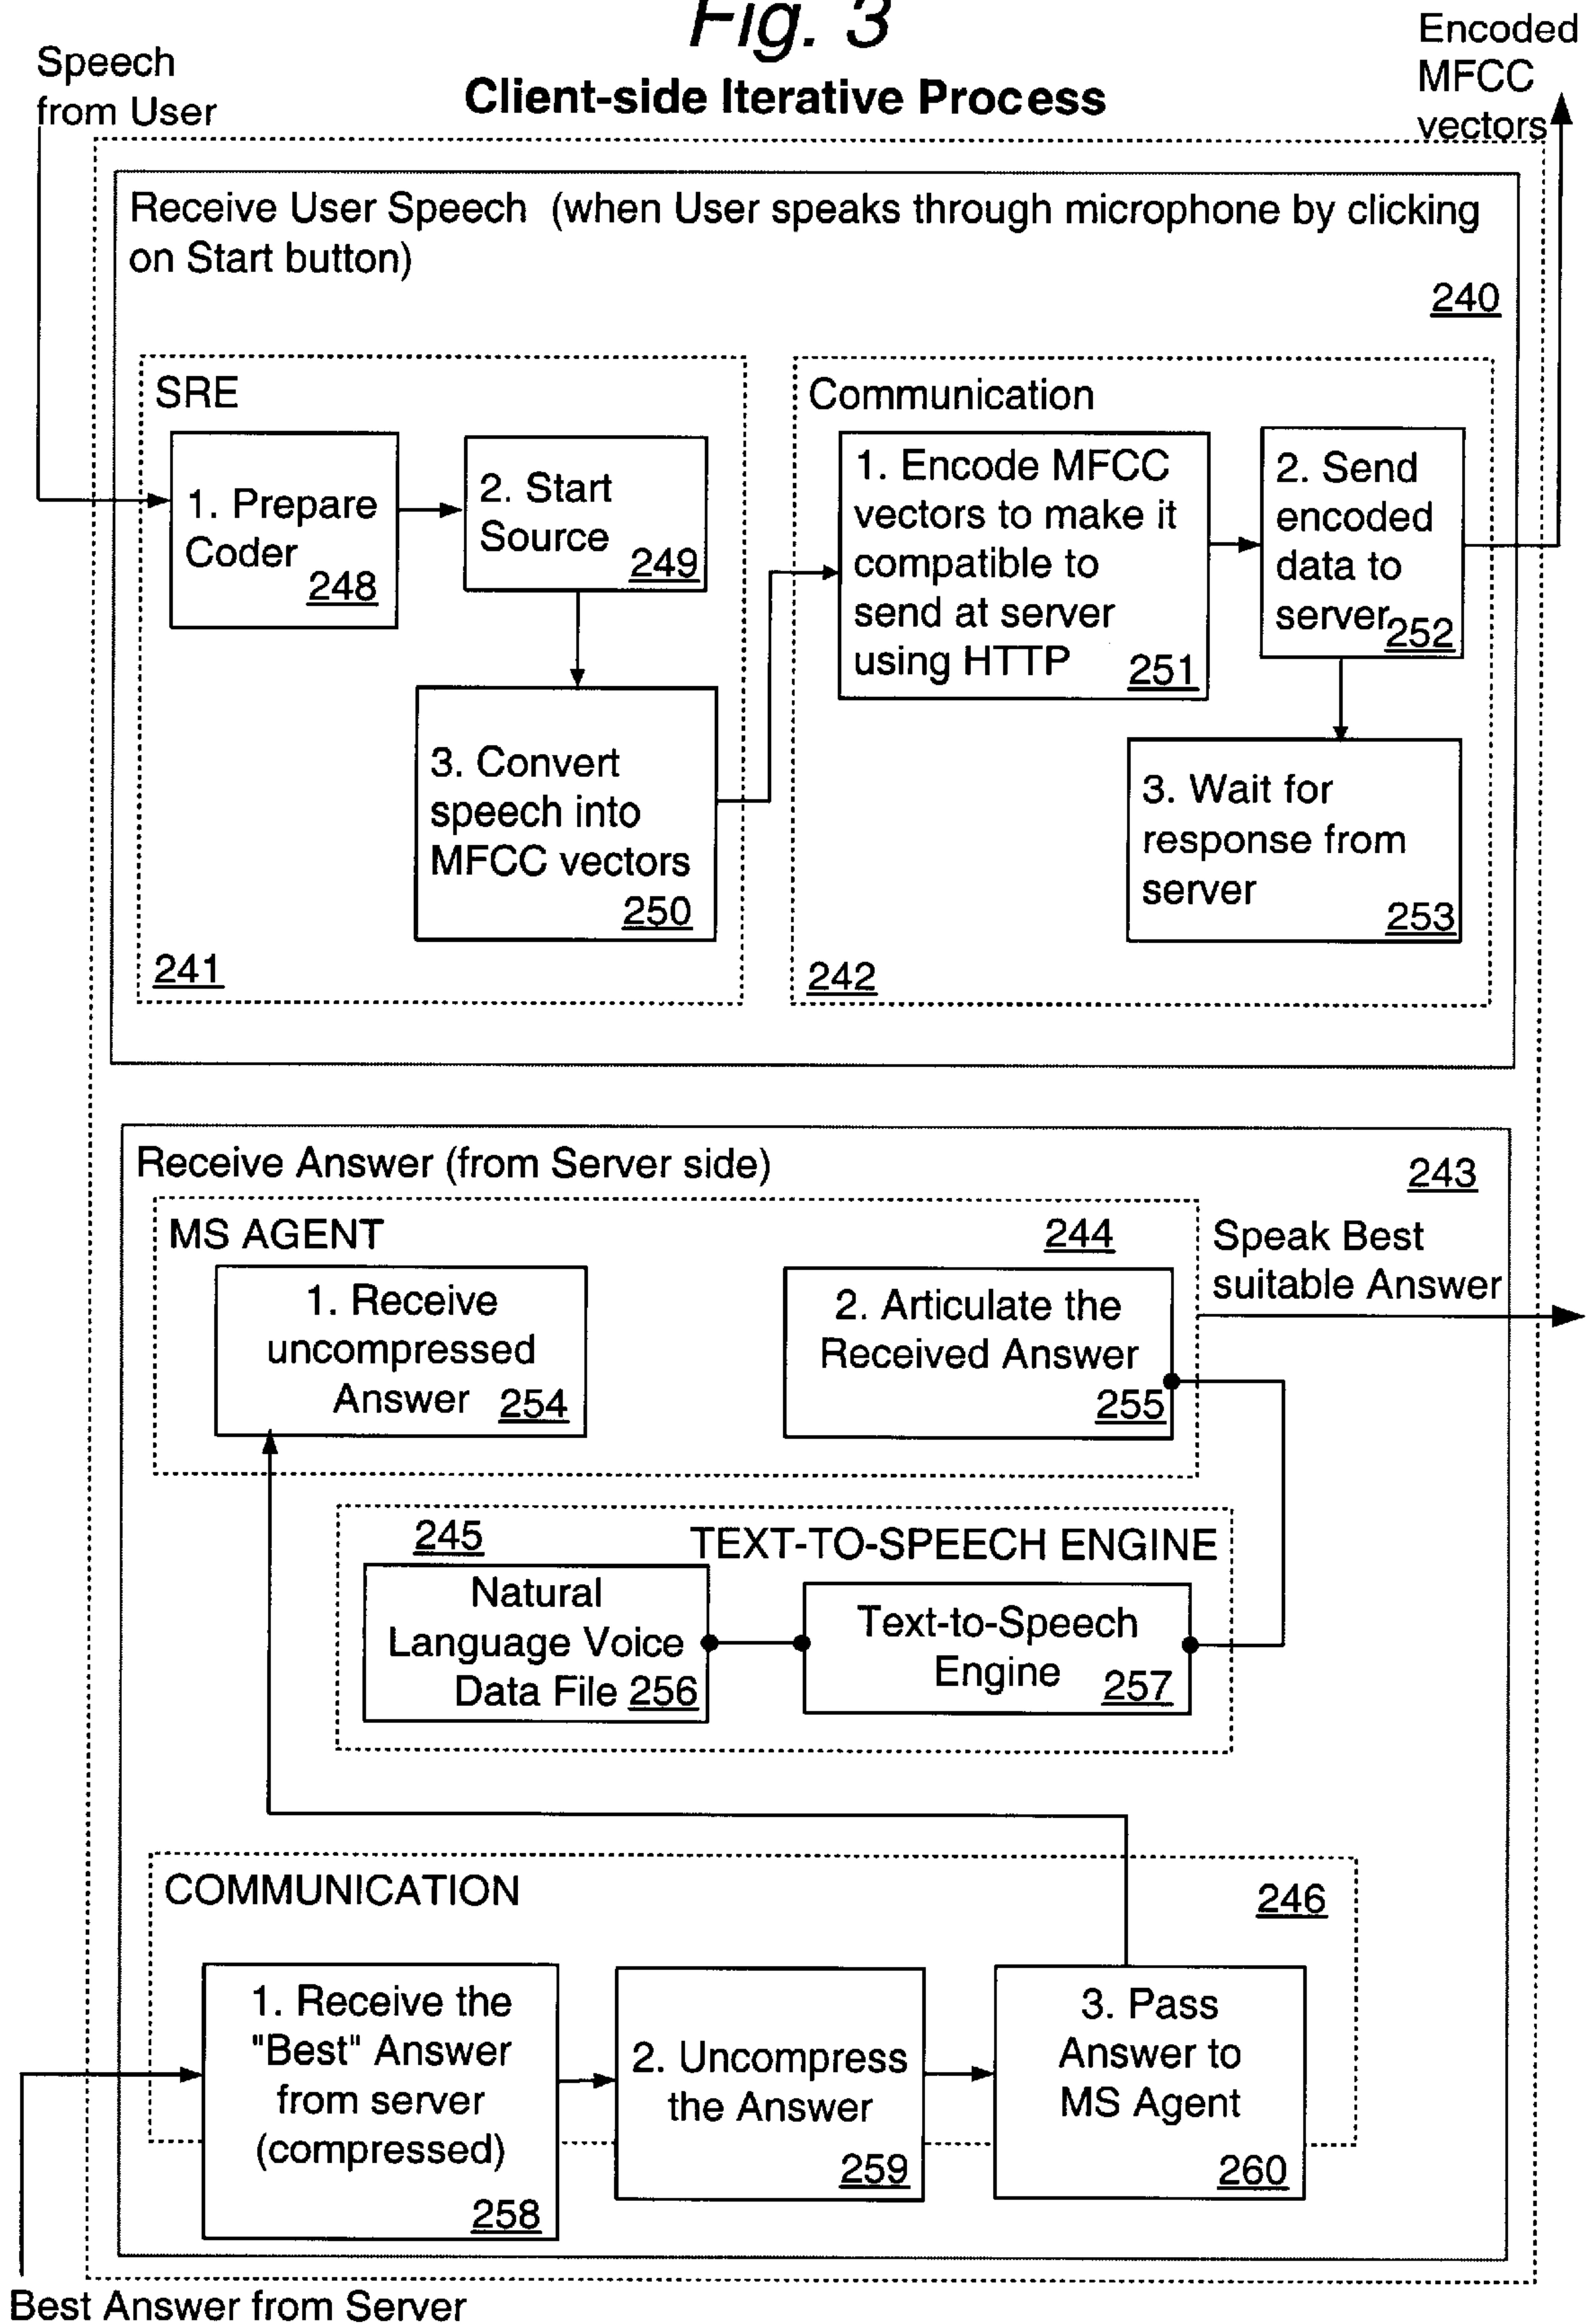 Fig. 3
Client-side Iterative Process
Speech
from User
Encoded
MFCC
vectors
Receive User Speech (when User speaks through microphone by clicking
on Start button)
240
SRE
1. Prepare
Coder
248
2. Start
Source
249
3. Convert
speech into
MFCC vectors
250
241
Communication
1. Encode MFCC
vectors to make it
compatible to
send at server
using HTTP
251
2. Send
encoded
data to
server
252
3. Wait for
response from
server
253
242
Receive Answer (from Server side)
243
MS AGENT
244
1. Receive
uncompressed
Answer 254
2. Articulate the
Received Answer
255
Speak Best
suitable Answer
245
TEXT-TO-SPEECH ENGINE
Natural
Language Voice
Data File 256
Text-to-Speech
Engine
257
COMMUNICATION
246
1. Receive the
"Best" Answer
from server
(compressed)
258
2. Uncompress
the Answer
259
3. Pass
Answer to
MS Agent
260
Best Answer from Server